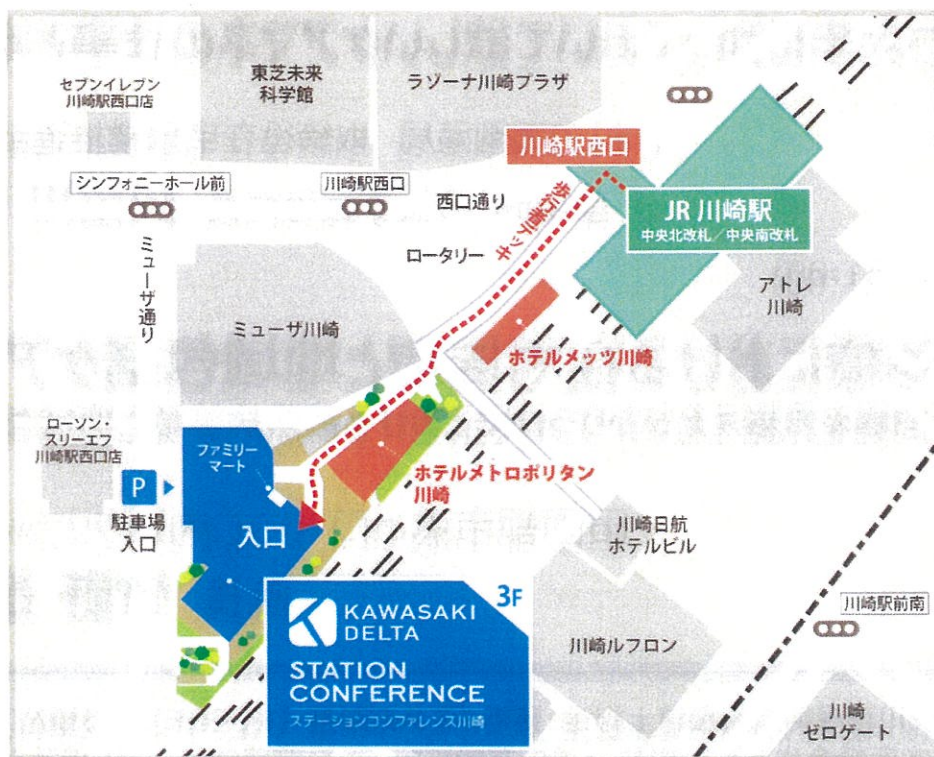 セブンイレブン
川崎駅西口店
東芝未来
科学館
ラゾーナ川崎プラザ
川崎駅西口
シンフォニーホール前
川崎駅西口
西口通り
歩行者デッキ
JR 川崎駅
中央北改札／中央南改札
ロータリー
ミューザ通り
アトレ
川崎
ミューザ川崎
ホテルメッツ川崎
ローソン・
スリーエフ
川崎駅西口店
ファミリー
マート
ホテルメトロポリタン
川崎
P
駐車場
入口
入口
川崎日航
ホテルビル
3F
KAWASAKI
DELTA
STATION
CONFERENCE
ステーションコンファレンス川崎
川崎駅前南
川崎ルフロン
川崎
ゼロゲート